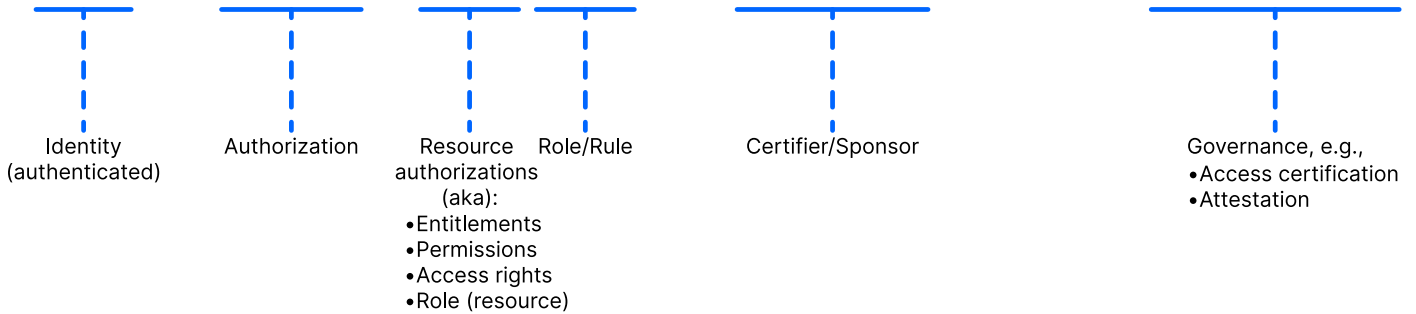 Identity
(authenticated)
Authorization
Resource
authorizations
(aka):
•Entitlements
•Permissions
•Access rights
•Role (resource)
Role/Rule
Certifier/Sponsor
Governance, e.g.,
•Access certification
•Attestation